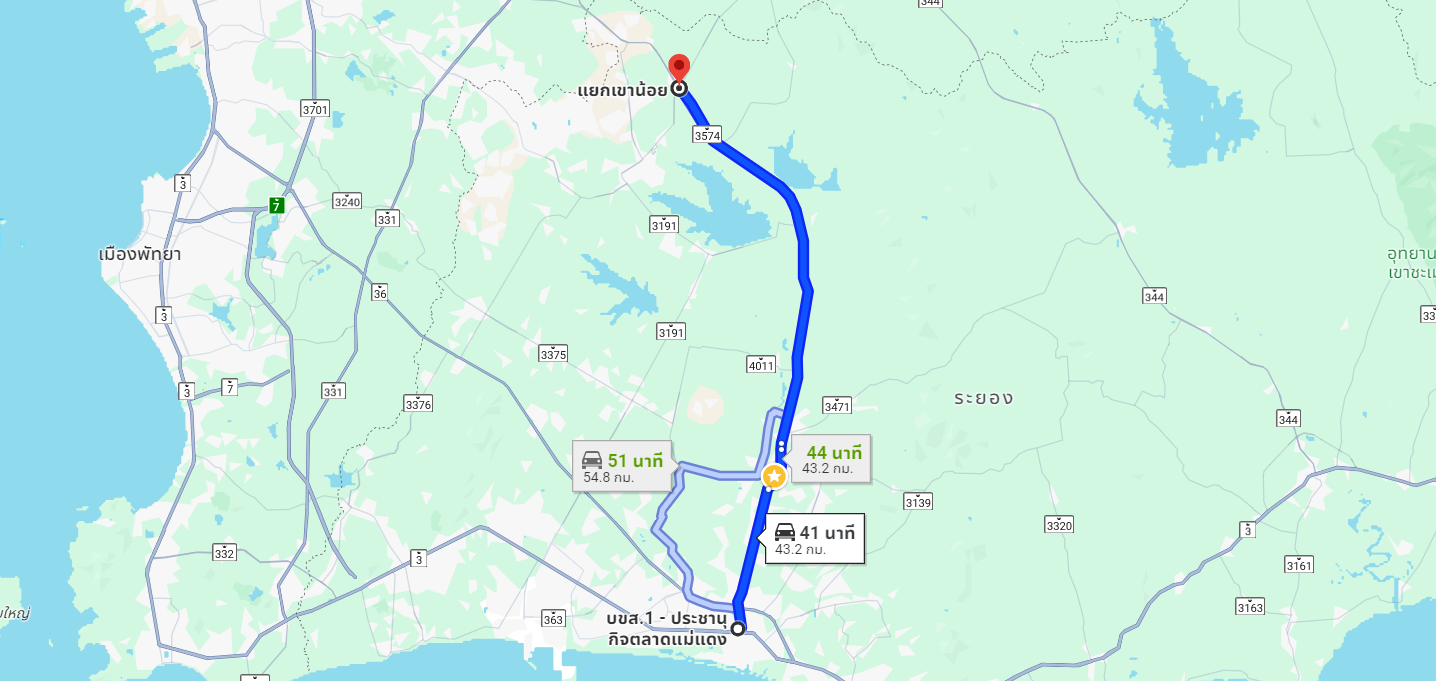 344
แยกเขาน้อย
3701
3574
3
7
3240
331
3191
เมืองพัทยา
อุทยาน
เขาชะเม
36
344
3
3191
3375
4011
3
7
331
3376
3471
ระยอง
344
51 นาที
54.8 กม.
44 นาที
43.2 กม.
3139
41 นาที
43.2 กม.
3320
3
332
3
3161
3163
ใหญ่
363
บขส.1 - ประชานุ
กิจตลาดแม่แดง